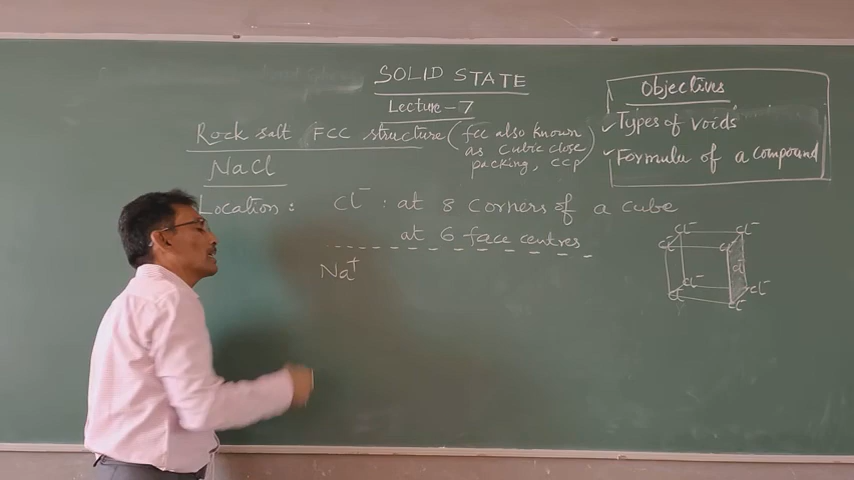 SOLID STATE
Lecture-7
Objectives
✓ Types of voids
✓ Formula of a compound
Rock salt FCC structure (fcc also known
as cubic close
packing, ccp)
NaCl
Location: Cl⁻ : at 8 corners of a cube
at 6 face centres
Na⁺
Cl⁻ Cl⁻
Cl⁻ Cl
Cl⁻
Cl⁻ Cl⁻
Cl Cl⁻